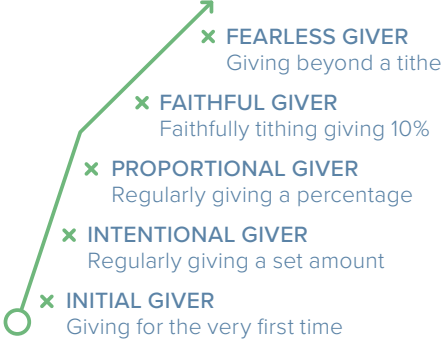 FEARLESS GIVER
Giving beyond a tithe
FAITHFUL GIVER
Faithfully tithing giving 10%
PROPORTIONAL GIVER
Regularly giving a percentage
INTENTIONAL GIVER
Regularly giving a set amount
INITIAL GIVER
Giving for the very first time